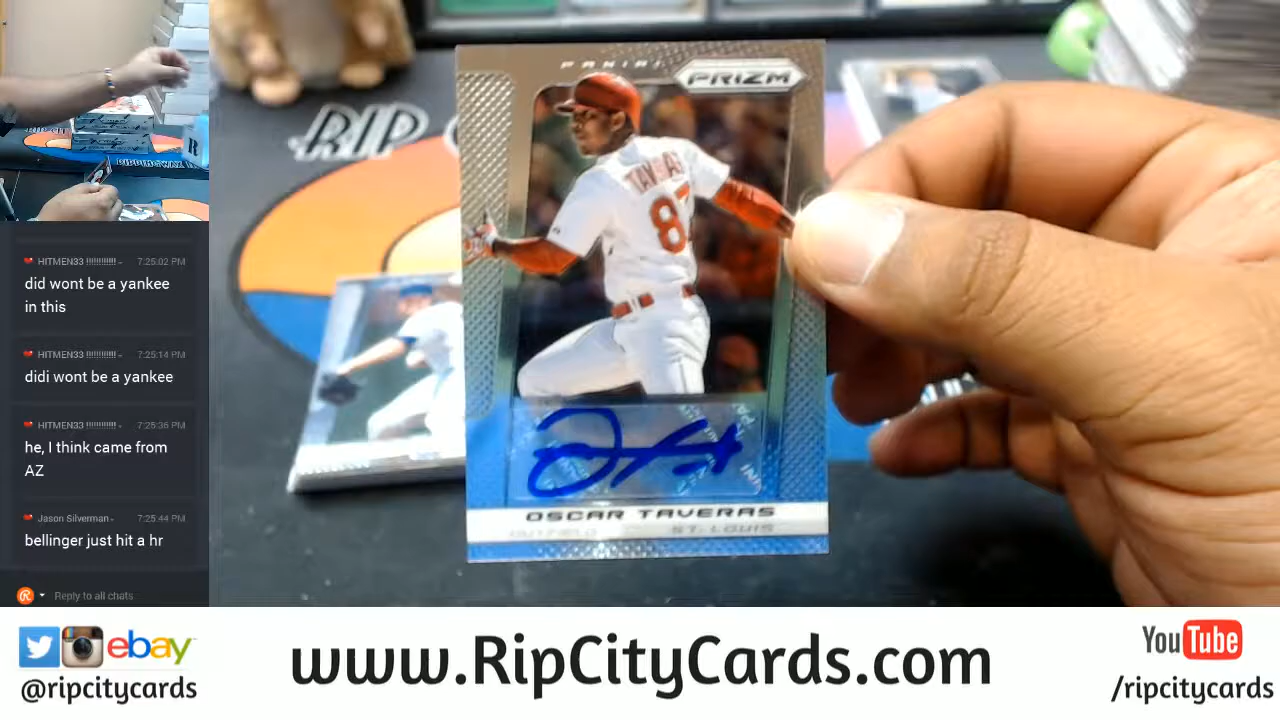 HITMEN33 !!!!!!!!!!!! - 7:25:02 PM
did wont be a yankee
in this
HITMEN33 !!!!!!!!!!!! - 7:25:14 PM
didi wont be a yankee
HITMEN33 !!!!!!!!!!!! - 7:25:36 PM
he, I think came from
AZ
Jason Silverman - 7:25:44 PM
bellinger just hit a hr
Reply to all chats
RIP
PANINI
PRIZM
TAVERAS
87
OSCAR TAVERAS
OUTFIELD ST. LOUIS
ebay
@ripcitycards
www.RipCityCards.com
YouTube
/ripcitycards